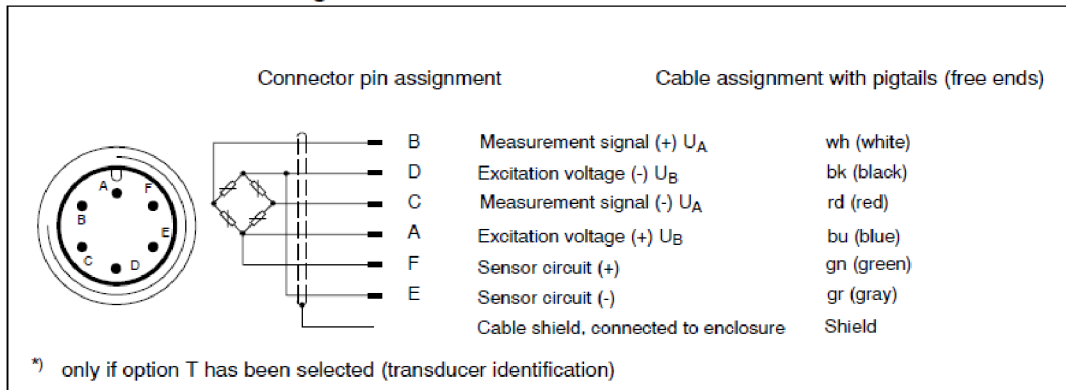 Connector pin assignment Cable assignment with pigtails (free ends)
B Measurement signal (+) UA wh (white)
D Excitation voltage (-) UB bk (black)
C Measurement signal (-) UA rd (red)
A Excitation voltage (+) UB bu (blue)
F Sensor circuit (+) gn (green)
E Sensor circuit (-) gr (gray)
Cable shield, connected to enclosure Shield
A F
B E
C D
*) only if option T has been selected (transducer identification)